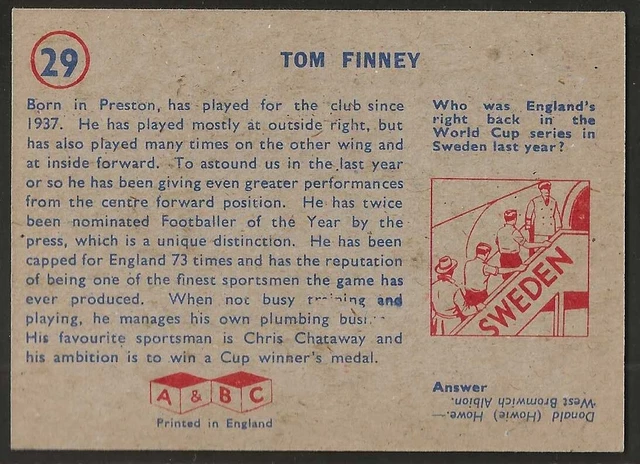 29
TOM FINNEY
Born in Preston, has played for the club since
1937. He has played mostly at outside right, but
has also played many times on the other wing and
at inside forward. To astound us in the last year
or so he has been giving even greater performances
from the centre forward position. He has twice
been nominated Footballer of the Year by the
press, which is a unique distinction. He has been
capped for England 73 times and has the reputation
of being one of the finest sportsmen the game has
ever produced. When not busy training and
playing, he manages his own plumbing
His favourite sportsman is Chris Chataway and
his ambition is to win a Cup winner's medal.
A & B C
Printed in England
Who was England's
right back in the
World Cup series in
Sweden last year?
SWEDEN
Answer
Donald (Howie) Howe—
West Bromwich Albion.